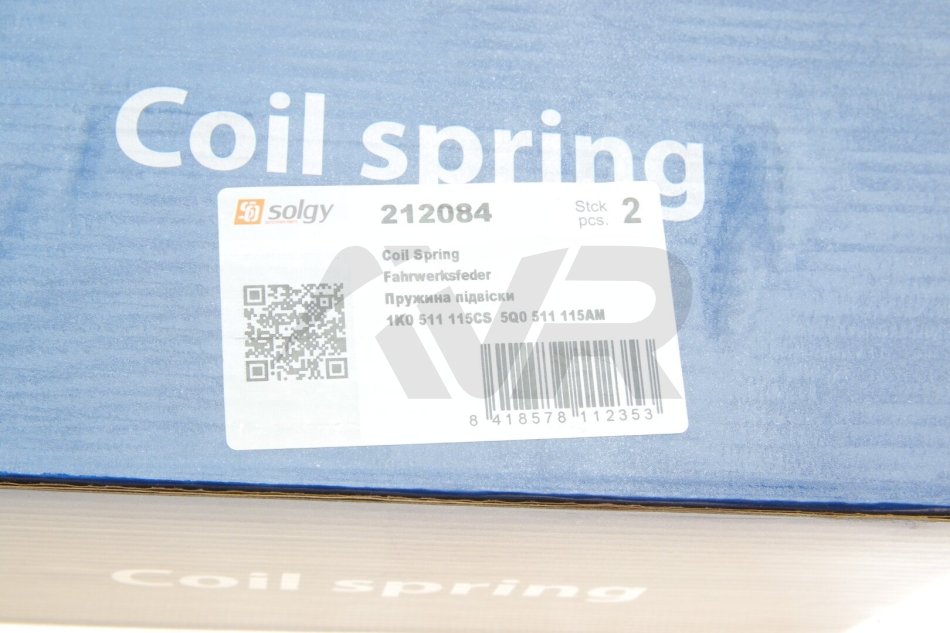 Coil spring
solgy
212084
Stck
pcs. 2
Coil Spring
Fahrwerksfeder
Пружина підвіски
1K0 511 115CS 5Q0 511 115AM
8 418578 112353
Coil spring